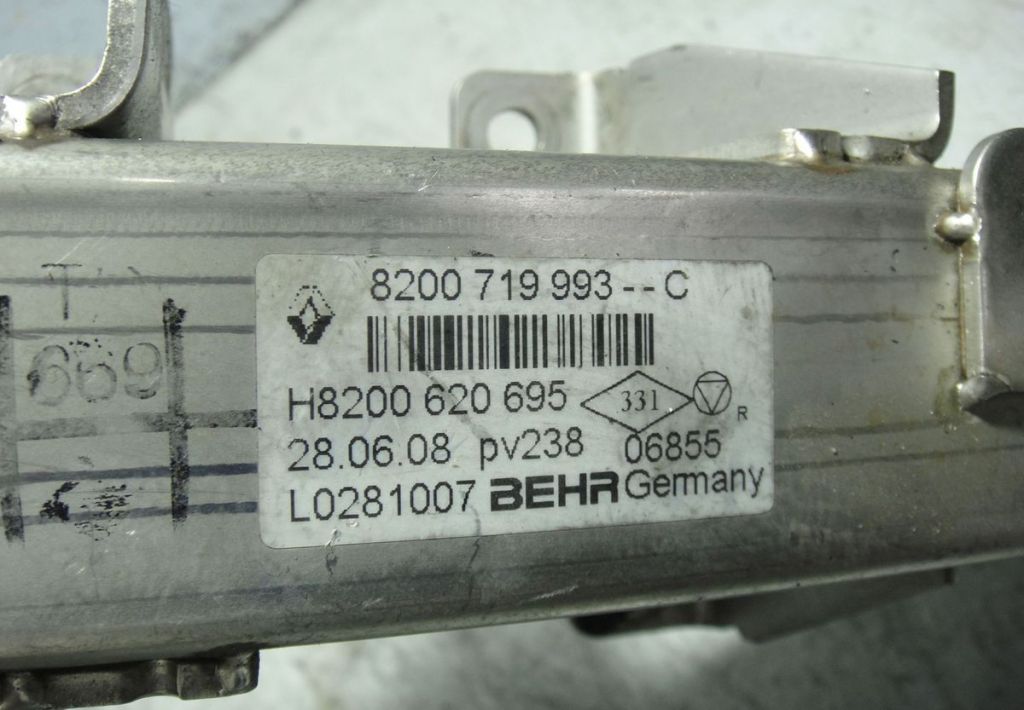 8200 719 993 -- C
H8200 620 695 331 R
28.06.08 pv238 06855
L0281007 BEHR Germany
T
669